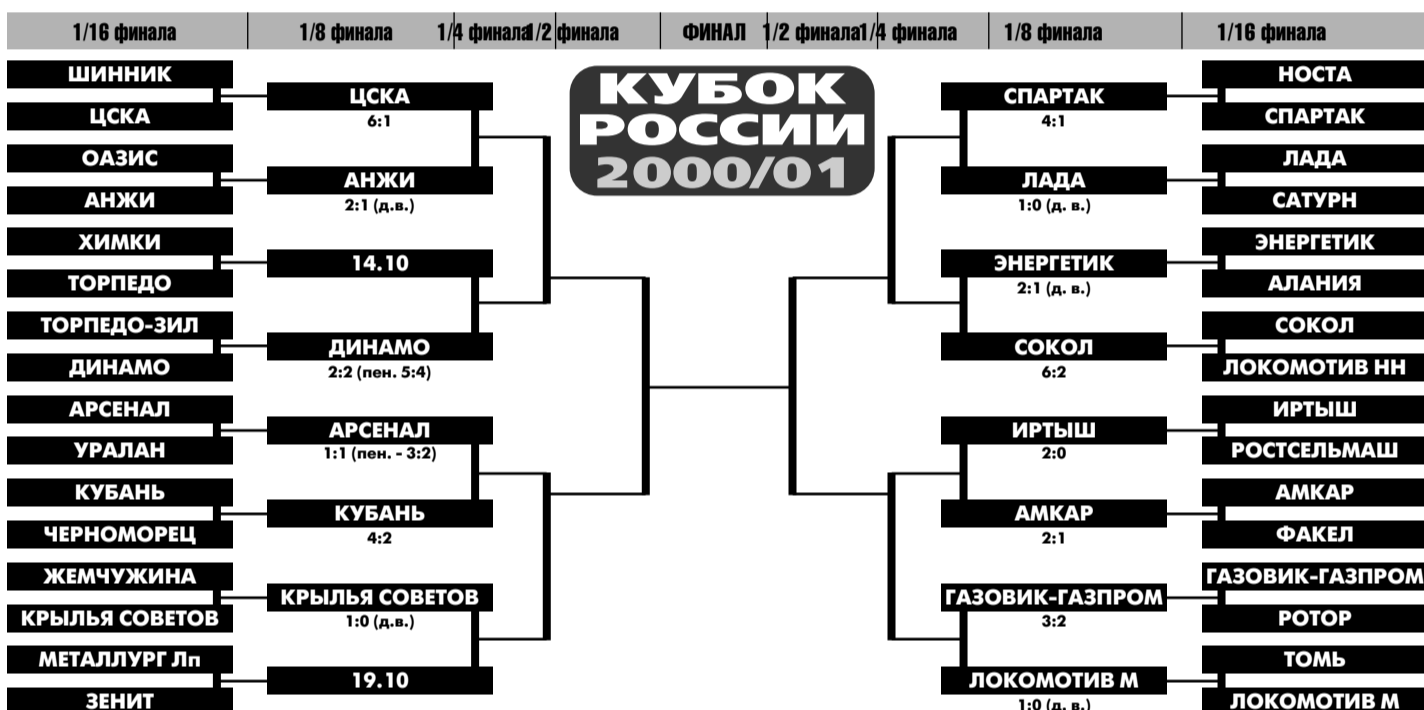 1/16 финала
1/8 финала
1/4 финала
1/2 финала
ФИНАЛ
1/2 финала
1/4 финала
1/8 финала
1/16 финала
КУБОК
РОССИИ
2000/01
ШИННИК
ЦСКА
ОАЗИС
АНЖИ
ХИМКИ
ТОРПЕДО
ТОРПЕДО-ЗИЛ
ДИНАМО
АРСЕНАЛ
УРАЛАН
КУБАНЬ
ЧЕРНОМОРЕЦ
ЖЕМЧУЖИНА
КРЫЛЬЯ СОВЕТОВ
МЕТАЛЛУРГ Лп
ЗЕНИТ
ЦСКА
6:1
АНЖИ
2:1 (д.в.)
14.10
ДИНАМО
2:2 (пен. 5:4)
АРСЕНАЛ
1:1 (пен. - 3:2)
КУБАНЬ
4:2
КРЫЛЬЯ СОВЕТОВ
1:0 (д.в.)
19.10
СПАРТАК
4:1
ЛАДА
1:0 (д. в.)
ЭНЕРГЕТИК
2:1 (д. в.)
СОКОЛ
6:2
ИРТЫШ
2:0
АМКАР
2:1
ГАЗОВИК-ГАЗПРОМ
3:2
ЛОКОМОТИВ М
1:0 (д. в.)
НОСТА
СПАРТАК
ЛАДА
САТУРН
ЭНЕРГЕТИК
АЛАНИЯ
СОКОЛ
ЛОКОМОТИВ НН
ИРТЫШ
РОСТСЕЛЬМАШ
АМКАР
ФАКЕЛ
ГАЗОВИК-ГАЗПРОМ
РОТОР
ТОМЬ
ЛОКОМОТИВ М